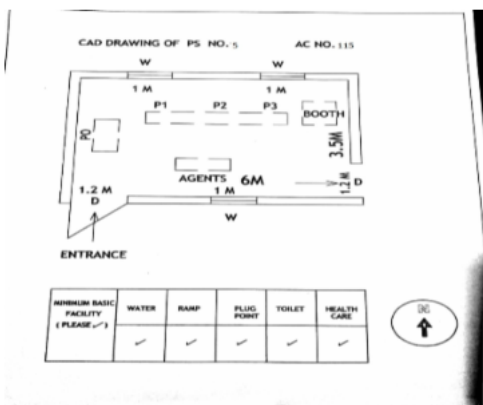 CAD DRAWING OF PS NO. 5 AC NO. 115
W W
1 M 1 M
P1 P2 P3
BOOTH
PO
3.5M
AGENTS 6M
1.2 M 1 M 1.2 M D
D
W
ENTRANCE
MINIMUM BASIC FACILITY (PLEASE ✓) WATER RAMP PLUG POINT TOILET HEALTH CARE
✓ ✓ ✓ ✓ ✓
N